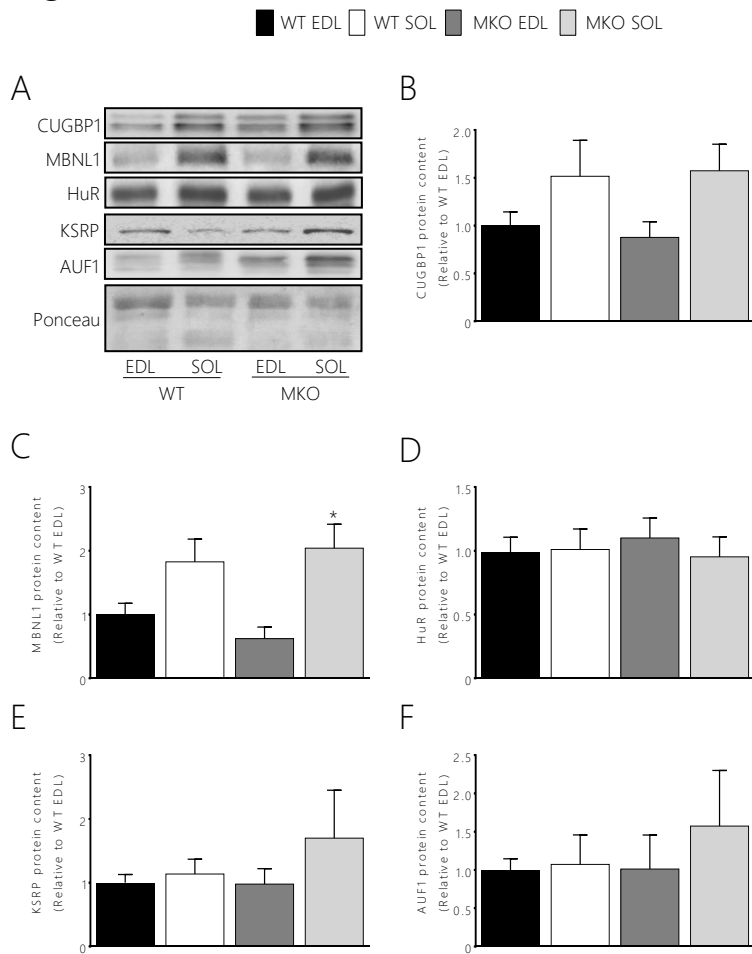 WT EDL WT SOL MKO EDL MKO SOL
A
CUGBP1
MBNL1
HuR
KSRP
AUF1
Ponceau
EDL SOL EDL SOL
WT MKO
B
CUGBP1 protein content
(Relative to WT EDL)
2.0
1.5
1.0
0.5
0
C
MBNL1 protein content
(Relative to WT EDL)
3
2
1
0
*
D
HuR protein content
(Relative to WT EDL)
1.5
1.0
0.5
0
E
KSRP protein content
(Relative to WT EDL)
3
2
1
0
F
AUF1 protein content
(Relative to WT EDL)
2.5
2.0
1.5
1.0
0.5
0